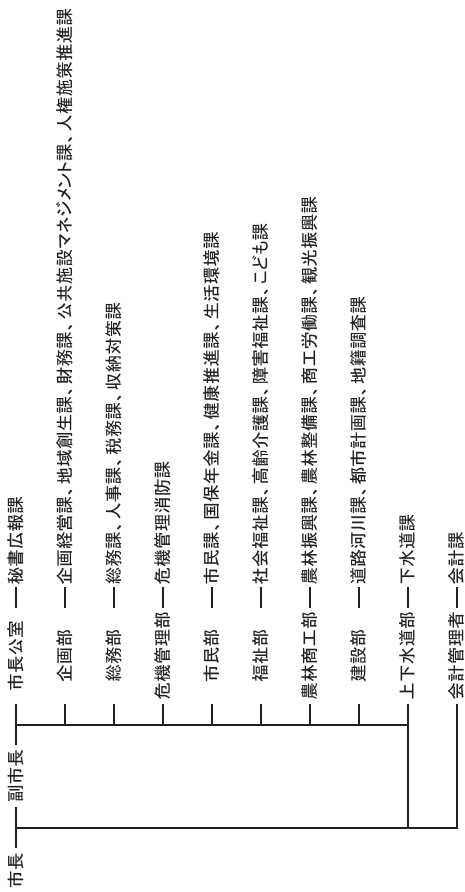 市長 副市長 市長公室 秘書広報課
企画部 企画経営課、地域創生課、財務課、公共施設マネジメント課、人権施策推進課
総務部 総務課、人事課、税務課、収納対策課
危機管理部 危機管理消防課
市民部 市民課、国保年金課、健康推進課、生活環境課
福祉部 社会福祉課、高齢介護課、障害福祉課、こども課
農林商工部 農林振興課、農林整備課、商工労働課、観光振興課
建設部 道路河川課、都市計画課、地籍調査課
上下水道部 下水道課
会計管理者 会計課